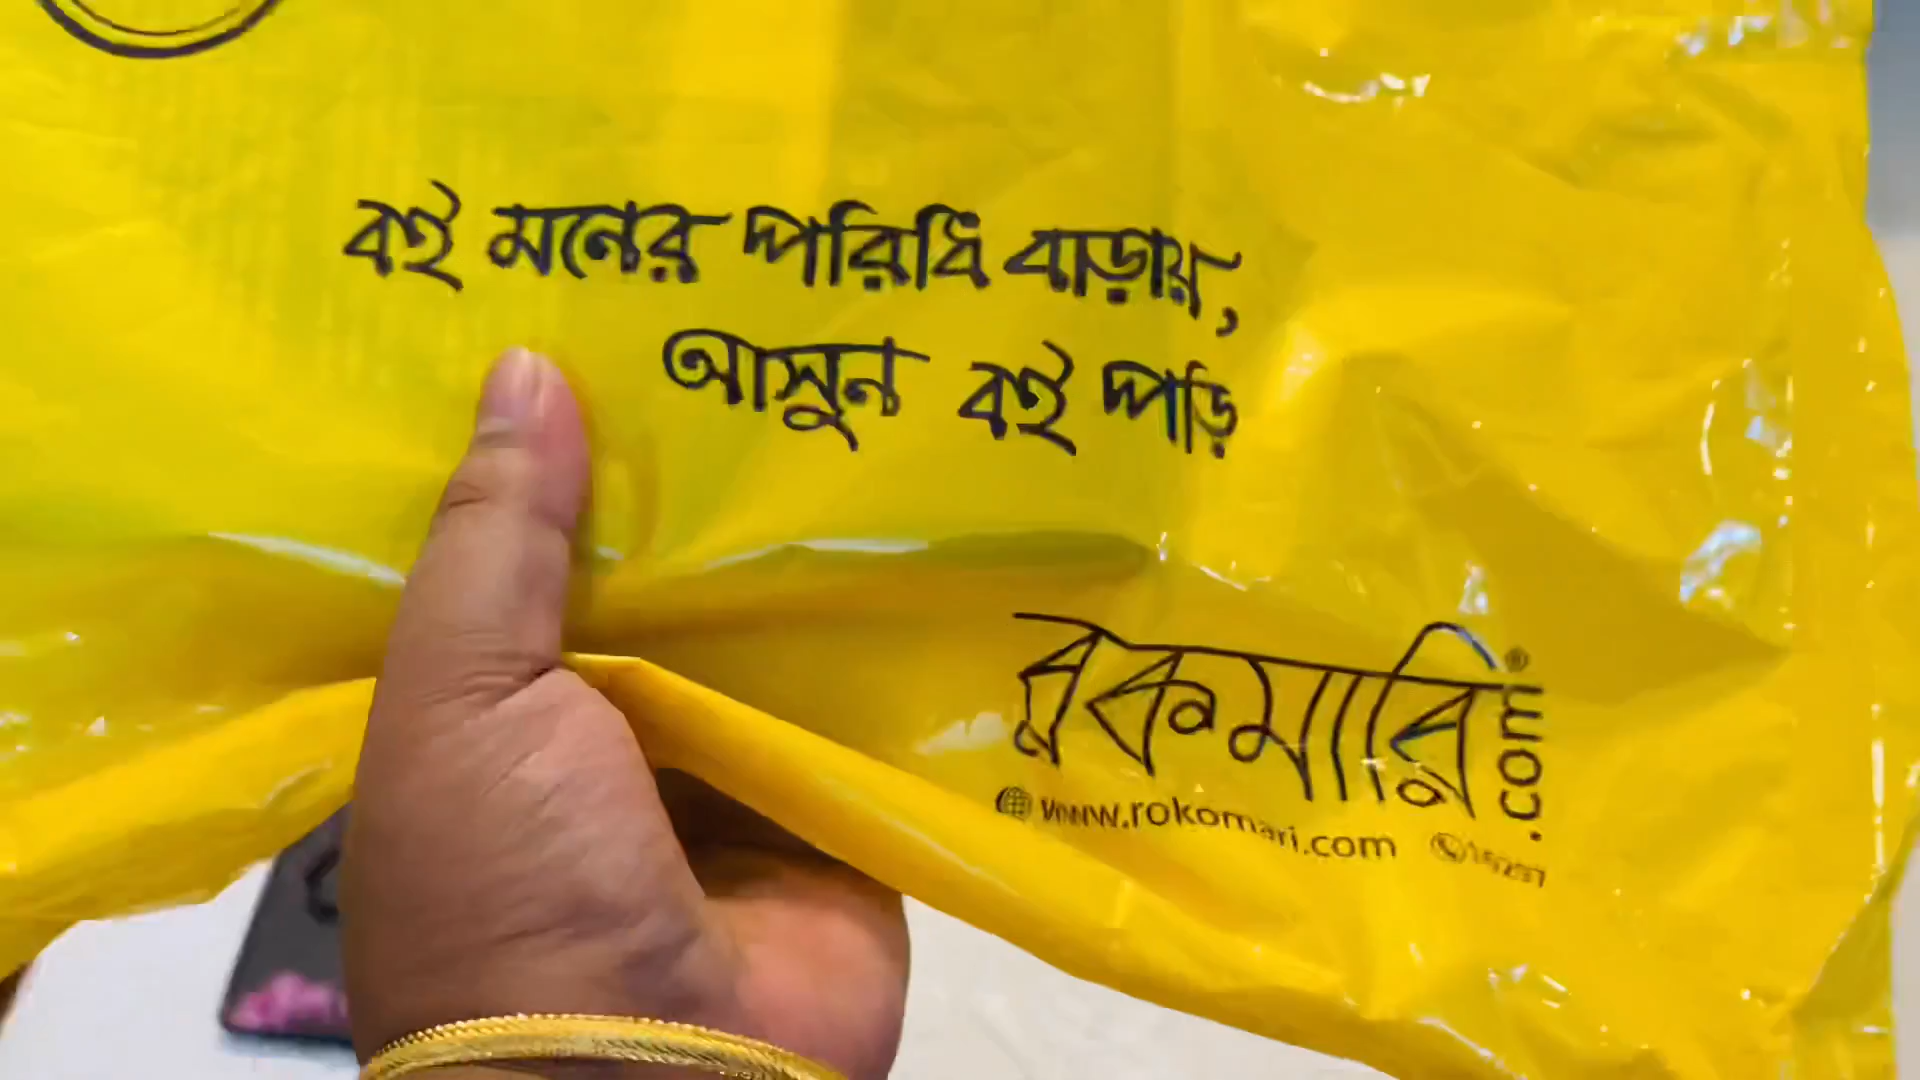 বই মনের পরিধি বাড়ায়,
আসুন বই পড়ি
রকমারি.com®
www.rokomari.com